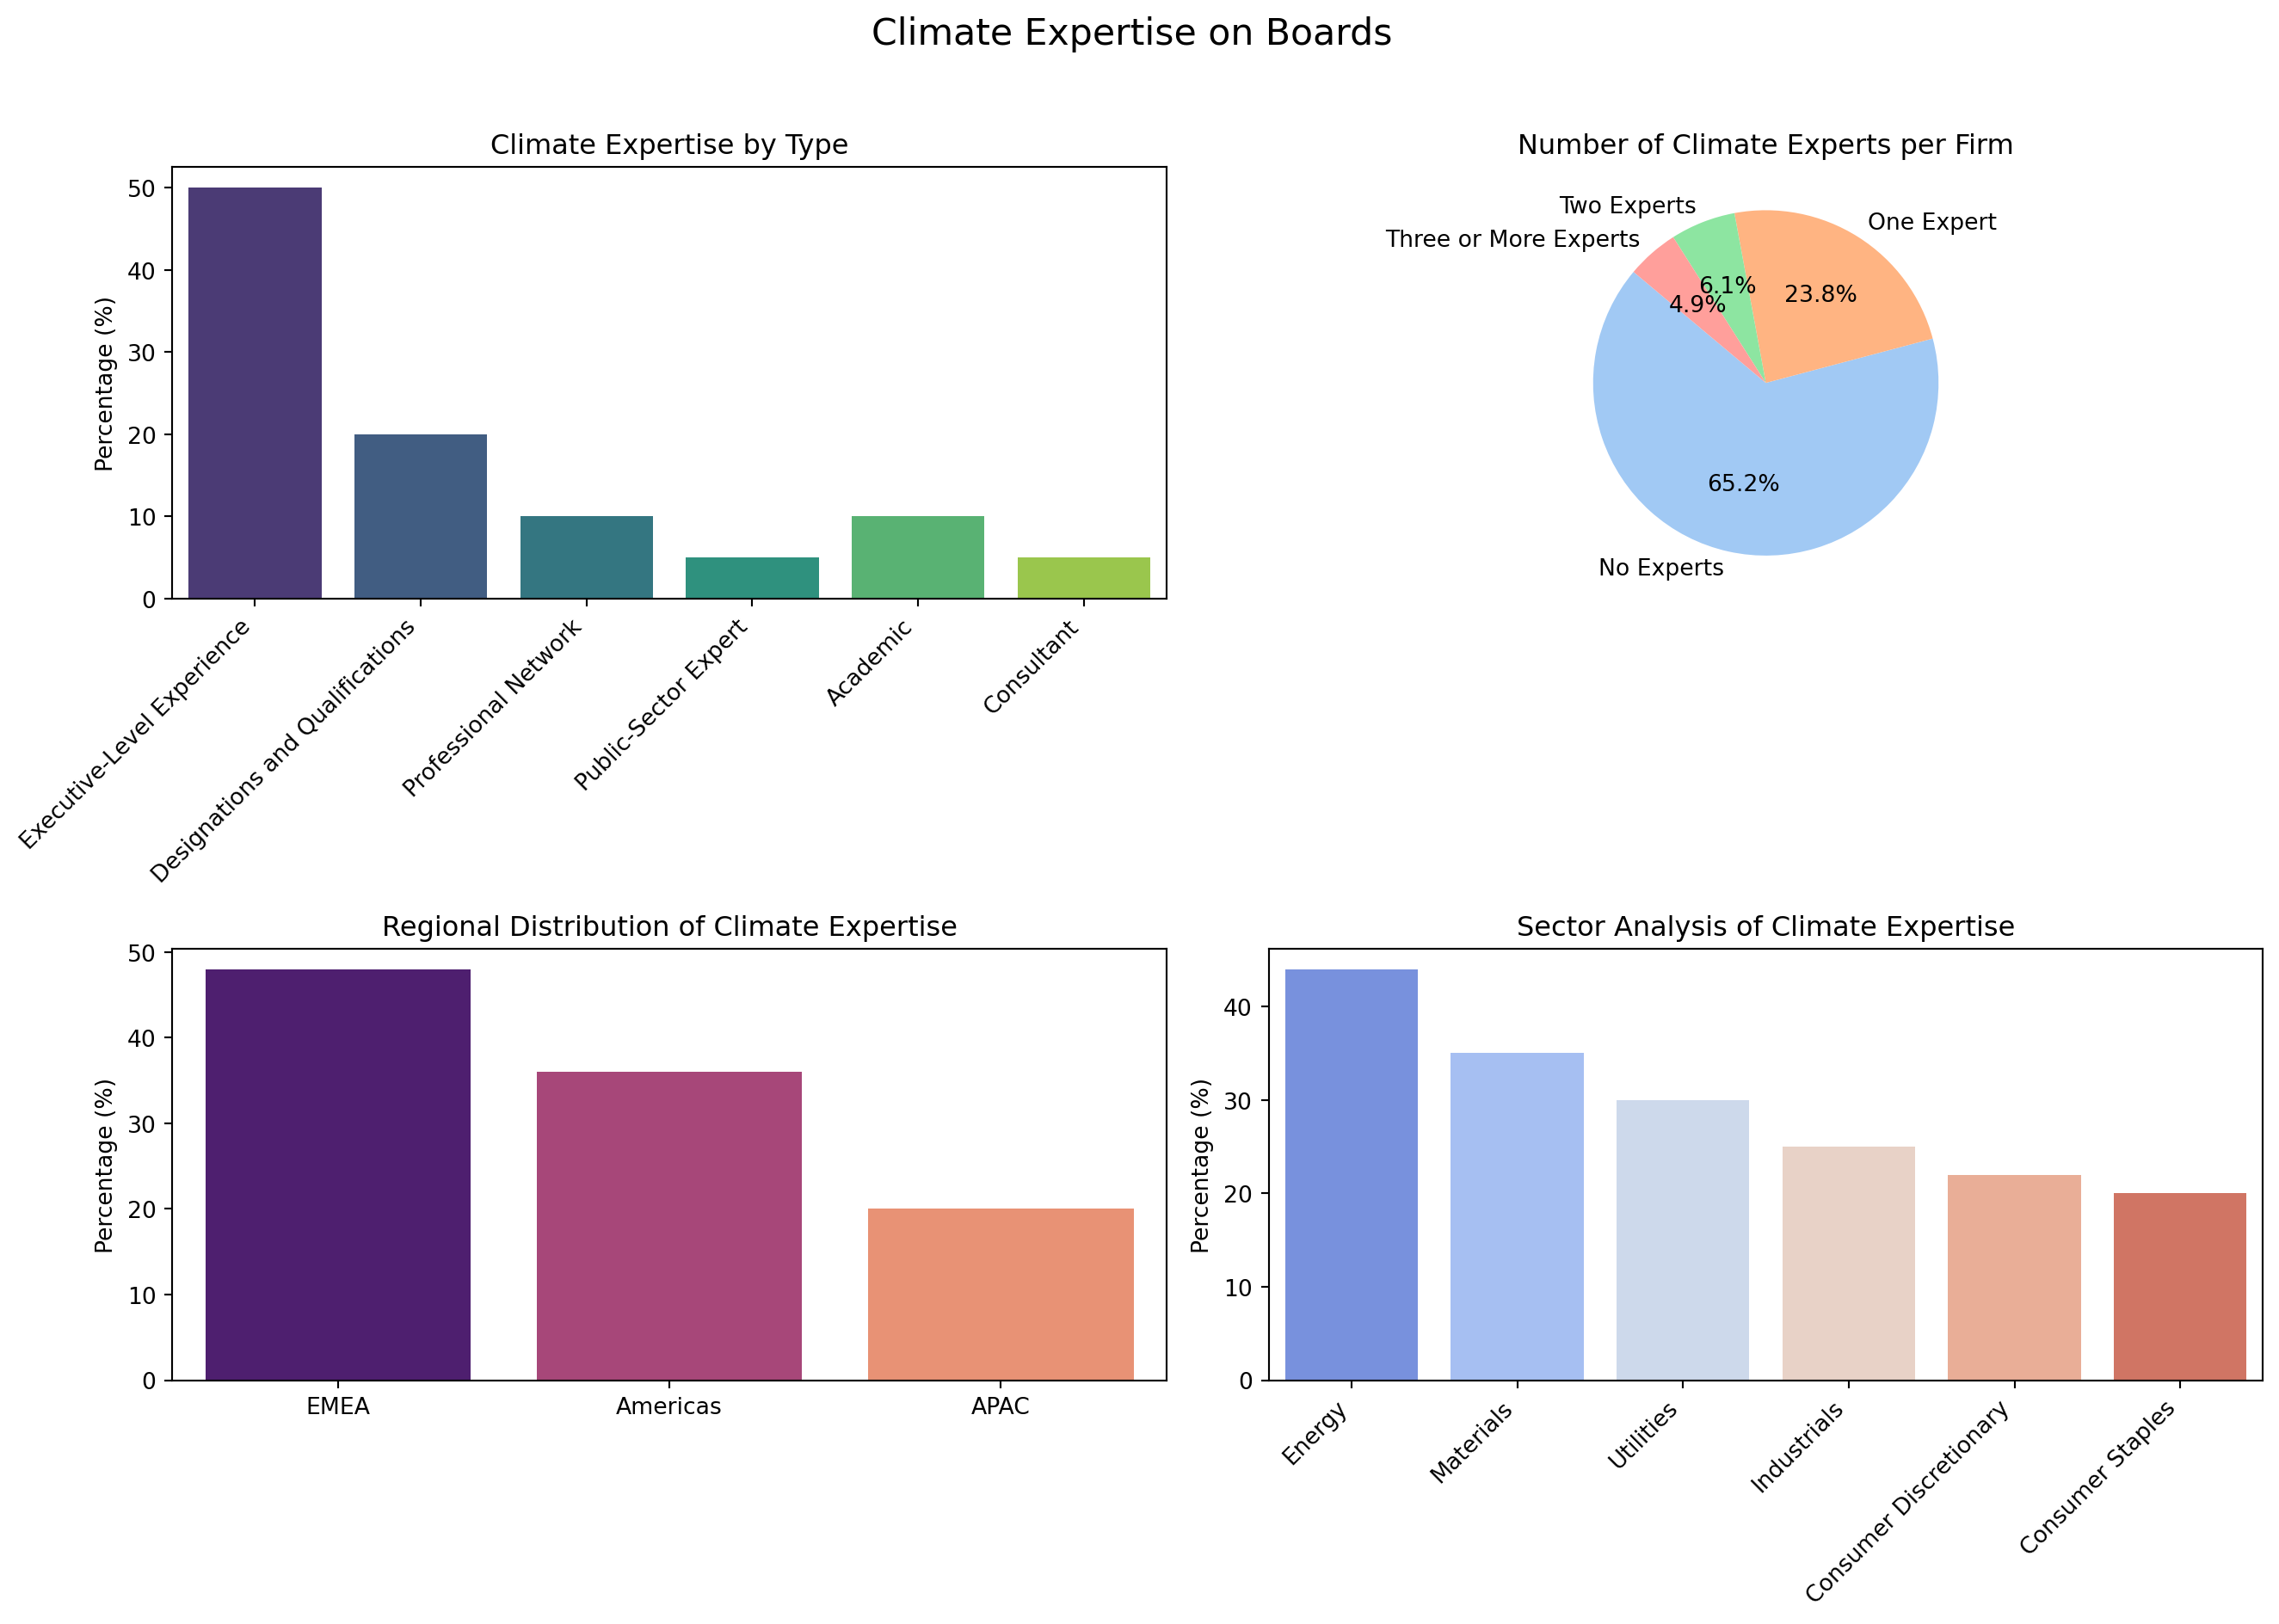 Climate Expertise on Boards
Climate Expertise by Type
Percentage (%)
50
40
30
20
10
0
Executive-Level Experience
Designations and Qualifications
Professional Network
Public-Sector Expert
Academic
Consultant
Number of Climate Experts per Firm
Two Experts
One Expert
Three or More Experts
6.1%
23.8%
4.9%
65.2%
No Experts
Regional Distribution of Climate Expertise
Percentage (%)
50
40
30
20
10
0
EMEA
Americas
APAC
Sector Analysis of Climate Expertise
Percentage (%)
40
30
20
10
0
Energy
Materials
Utilities
Industrials
Consumer Discretionary
Consumer Staples